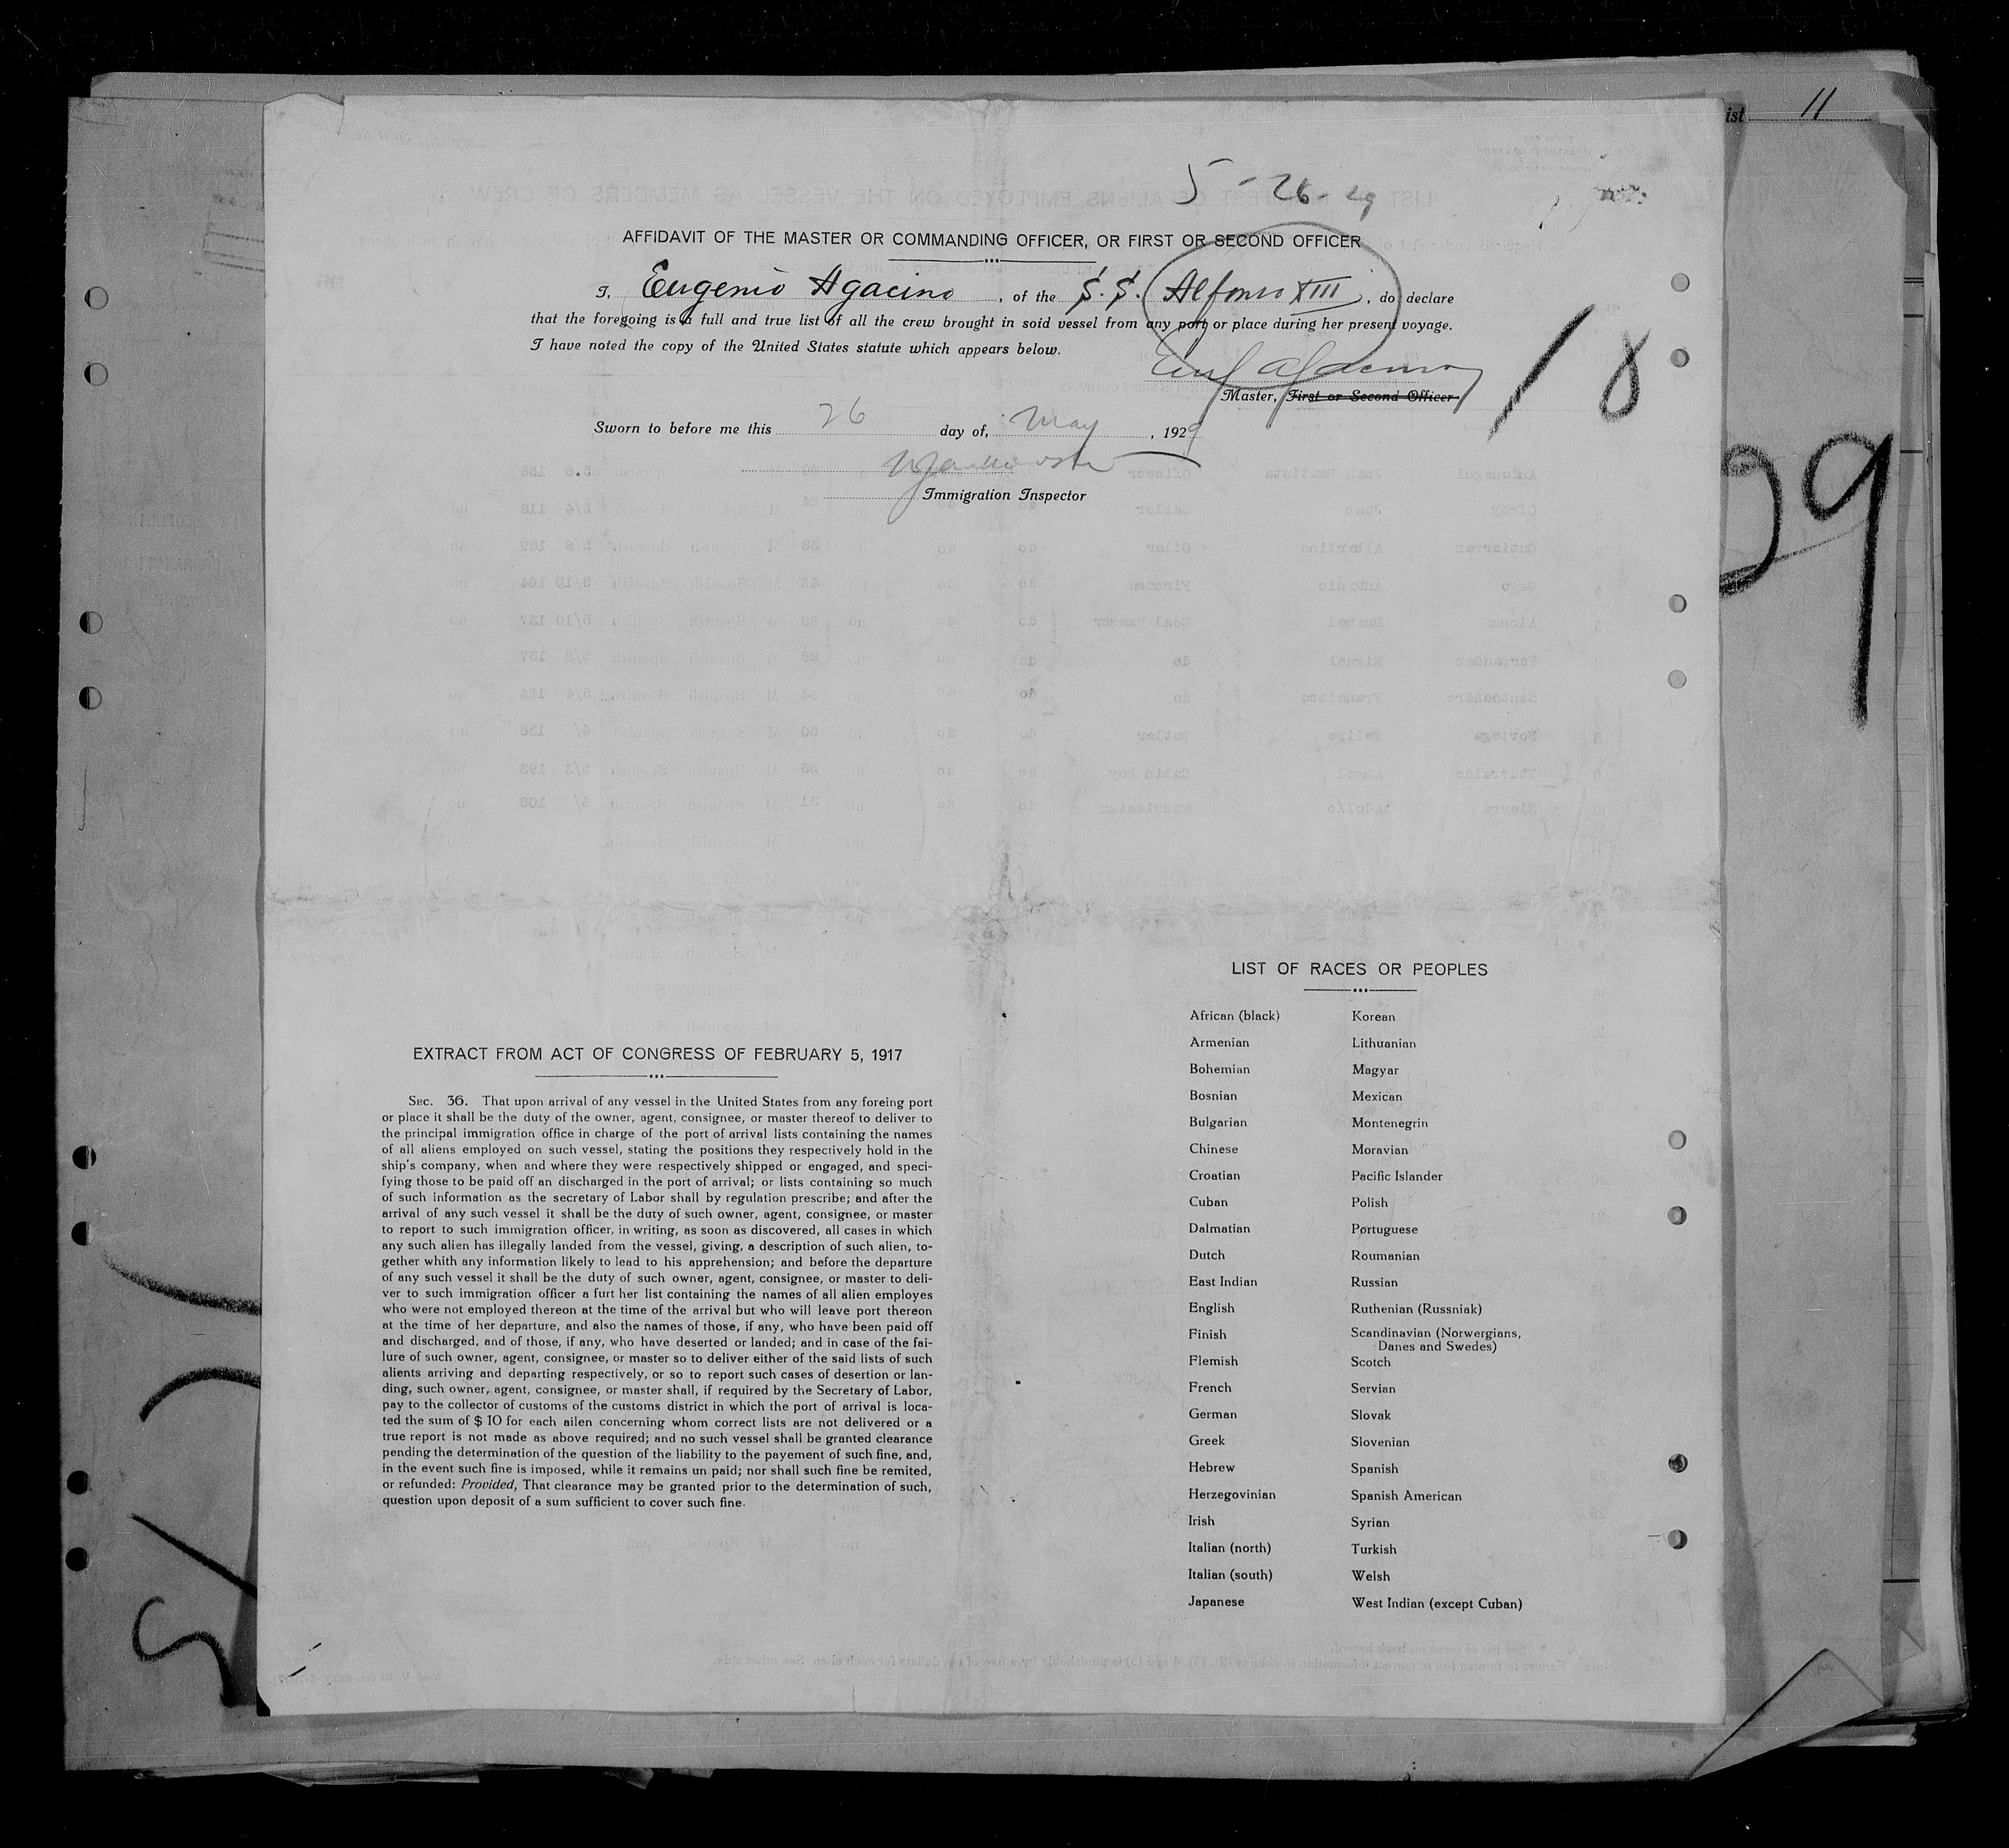 ist 11
5-26-29
AFFIDAVIT OF THE MASTER OR COMMANDING OFFICER, OR FIRST OR SECOND OFFICER
I, Eugenio Agacino, of the S.S. Alfonso XIII, do declare
that the foregoing is a full and true list of all the crew brought in soid vessel from any port or place during her present voyage.
I have noted the copy of the United States statute which appears below.
Eug Agacino
Master, First or Second Officer
18
Sworn to before me this 26 day of, May, 1929
Immigration Inspector
29
LIST OF RACES OR PEOPLES
African (black) Korean
Armenian Lithuanian
Bohemian Magyar
Bosnian Mexican
Bulgarian Montenegrin
Chinese Moravian
Croatian Pacific Islander
Cuban Polish
Dalmatian Portuguese
Dutch Roumanian
East Indian Russian
English Ruthenian (Russniak)
Finish Scandinavian (Norwergians,
Danes and Swedes)
Flemish Scotch
French Servian
German Slovak
Greek Slovenian
Hebrew Spanish
Herzegovinian Spanish American
Irish Syrian
Italian (north) Turkish
Italian (south) Welsh
Japanese West Indian (except Cuban)
EXTRACT FROM ACT OF CONGRESS OF FEBRUARY 5, 1917
SEC. 36. That upon arrival of any vessel in the United States from any foreing port
or place it shall be the duty of the owner, agent, consignee, or master thereof to deliver to
the principal immigration office in charge of the port of arrival lists containing the names
of all aliens employed on such vessel, stating the positions they respectively hold in the
ship's company, when and where they were respectively shipped or engaged, and speci-
fying those to be paid off an discharged in the port of arrival; or lists containing so much
of such information as the secretary of Labor shall by regulation prescribe; and after the
arrival of any such vessel it shall be the duty of such owner, agent, consignee, or master
to report to such immigration officer, in writing, as soon as discovered, all cases in which
any such alien has illegally landed from the vessel, giving, a description of such alien, to-
gether whith any information likely to lead to his apprehension; and before the departure
of any such vessel it shall be the duty of such owner, agent, consignee, or master to deli-
ver to such immigration officer a furt her list containing the names of all alien employes
who were not employed thereon at the time of the arrival but who will leave port thereon
at the time of her departure, and also the names of those, if any, who have been paid off
and discharged, and of those, if any, who have deserted or landed; and in case of the fai-
lure of such owner, agent, consignee, or master so to deliver either of the said lists of such
alients arriving and departing respectively, or so to report such cases of desertion or lan-
ding, such owner, agent, consignee, or master shall, if required by the Secretary of Labor,
pay to the collector of customs of the customs district in which the port of arrival is loca-
ted the sum of $ 10 for each ailen concerning whom correct lists are not delivered or a
true report is not made as above required; and no such vessel shall be granted clearance
pending the determination of the question of the liability to the payement of such fine, and,
in the event such fine is imposed, while it remains un paid; nor shall such fine be remited,
or refunded: Provided, That clearance may be granted prior to the determination of such,
question upon deposit of a sum sufficient to cover such fine.